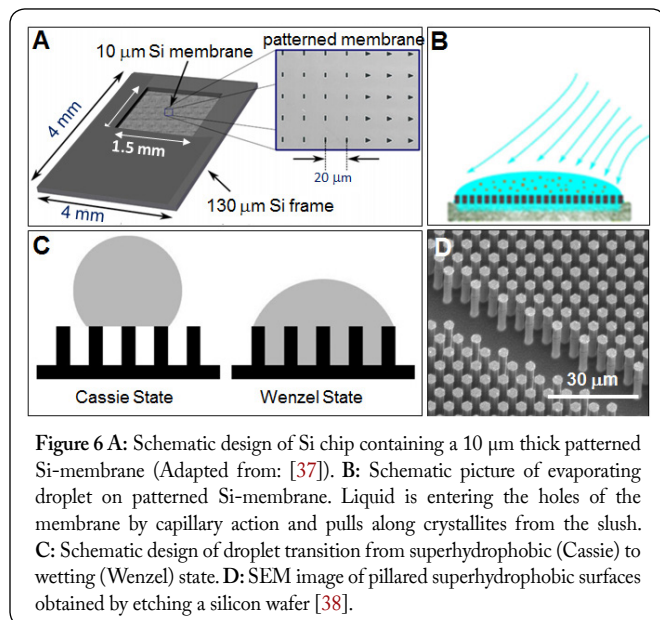 A
10 μm Si membrane
patterned membrane
4 mm
1.5 mm
20 μm
4 mm
130 μm Si frame
B
C
Cassie State
Wenzel State
D
30 μm
Figure 6 A: Schematic design of Si chip containing a 10 μm thick patterned
Si-membrane (Adapted from: [37]). B: Schematic picture of evaporating
droplet on patterned Si-membrane. Liquid is entering the holes of the
membrane by capillary action and pulls along crystallites from the slush.
C: Schematic design of droplet transition from superhydrophobic (Cassie) to
wetting (Wenzel) state. D: SEM image of pillared superhydrophobic surfaces
obtained by etching a silicon wafer [38].